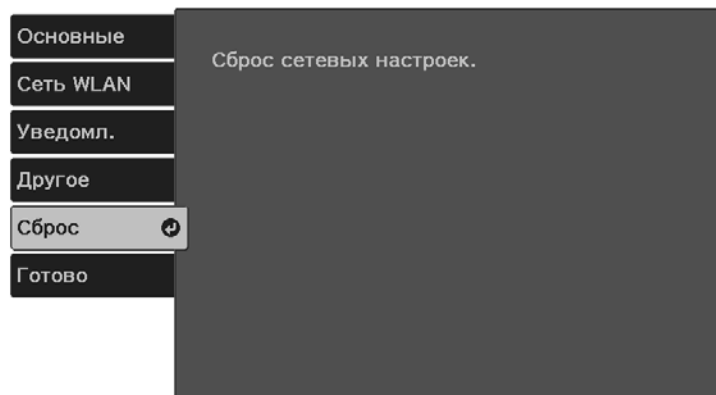 Основные
Сеть WLAN
Уведомл.
Другое
Сброс
Готово
Сброс сетевых настроек.